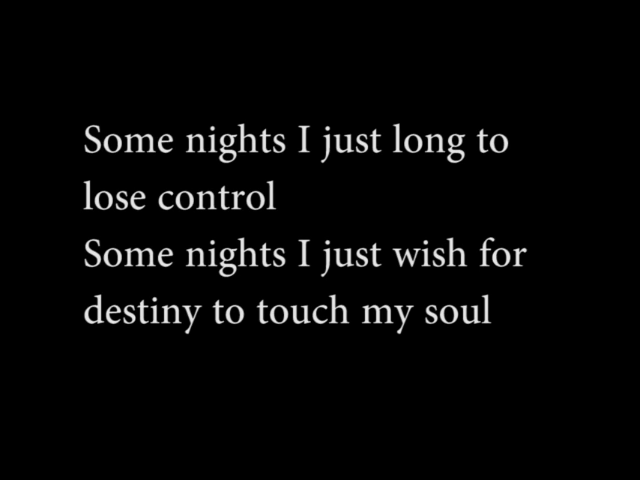 Some nights I just long to
lose control
Some nights I just wish for
destiny to touch my soul